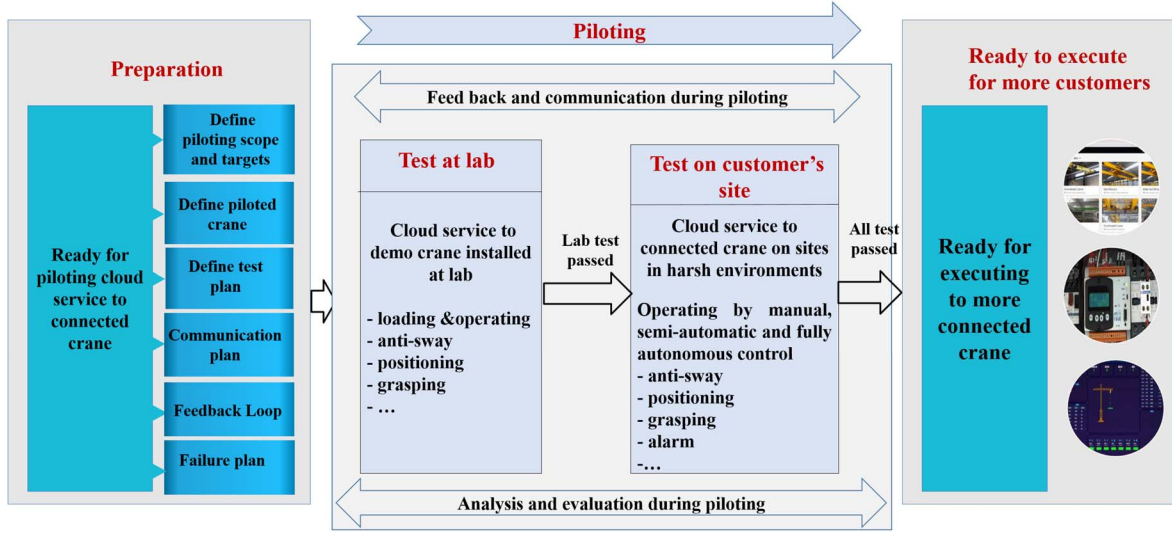 Piloting
Preparation
Ready for
piloting cloud
service to
connected
crane
Define
piloting scope
and targets
Define piloted
crane
Define test
plan
Communication
plan
Feedback Loop
Failure plan
Feed back and communication during piloting
Test at lab
Cloud service to
demo crane installed
at lab
- loading &operating
- anti-sway
- positioning
- grasping
- ...
Lab test
passed
Test on customer's
site
Cloud service to
connected crane on sites
in harsh environments
Operating by manual,
semi-automatic and fully
autonomous control
- anti-sway
- positioning
- grasping
- alarm
-...
All test
passed
Analysis and evaluation during piloting
Ready to execute
for more customers
Ready for
executing
to more
connected
crane